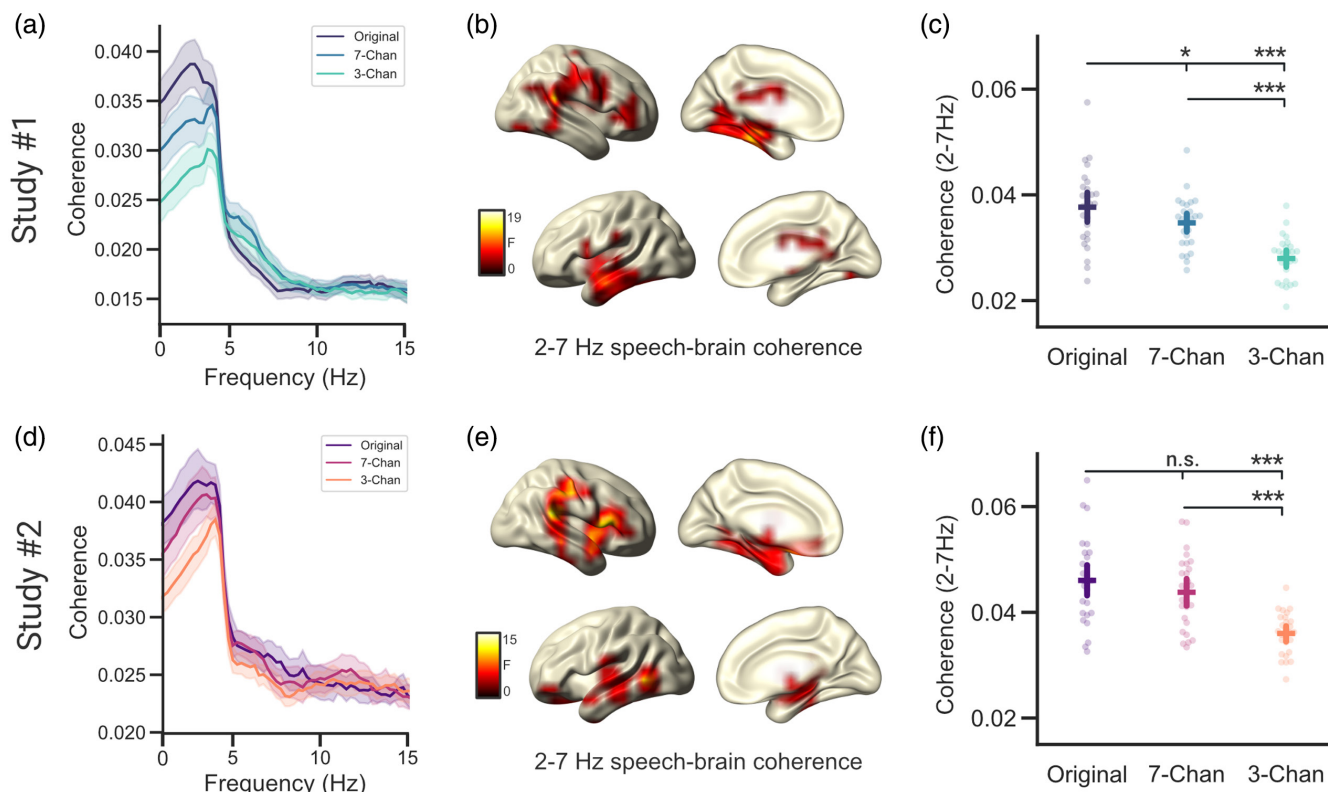 (a)
(b)
(c)
Study #1
Coherence
0.040
0.035
0.030
0.025
0.020
0.015
0
5
10
15
Frequency (Hz)
Original
7-Chan
3-Chan
19
F
0
2-7 Hz speech-brain coherence
Coherence (2-7Hz)
0.06
0.04
0.02
* ***
***
Original 7-Chan 3-Chan
(d)
(e)
(f)
Study #2
Coherence
0.045
0.040
0.035
0.030
0.025
0.020
0
5
10
15
Frequency (Hz)
Original
7-Chan
3-Chan
15
F
0
2-7 Hz speech-brain coherence
Coherence (2-7Hz)
0.06
0.04
0.02
n.s. ***
***
Original 7-Chan 3-Chan